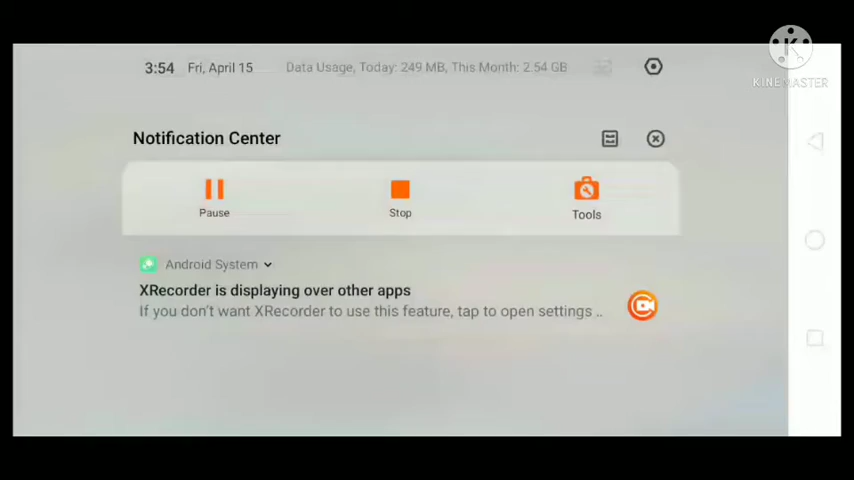 3:54 Fri, April 15 Data Usage, Today: 249 MB, This Month: 2.54 GB
KINEMASTER
Notification Center
Pause Stop Tools
Android System
XRecorder is displaying over other apps
If you don't want XRecorder to use this feature, tap to open settings ..